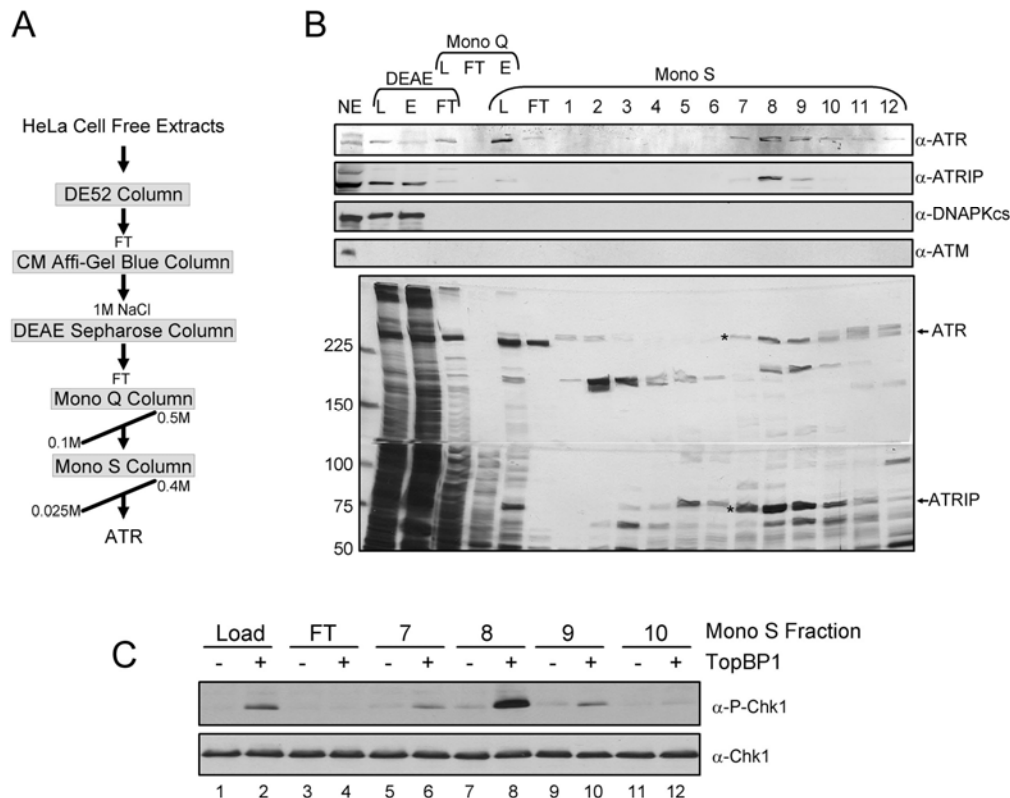 A
HeLa Cell Free Extracts
DE52 Column
FT
CM Affi-Gel Blue Column
1M NaCl
DEAE Sepharose Column
FT
Mono Q Column
0.1M 0.5M
Mono S Column
0.025M 0.4M
ATR
B
Mono Q
L FT E
DEAE
Mono S
NE L E FT L FT 1 2 3 4 5 6 7 8 9 10 11 12
α-ATR
α-ATRIP
α-DNAPKcs
α-ATM
* ATR
225
150
100
75
* ATRIP
50
C
Load FT 7 8 9 10 Mono S Fraction
- + - + - + - + - + - + TopBP1
α-P-Chk1
α-Chk1
1 2 3 4 5 6 7 8 9 10 11 12